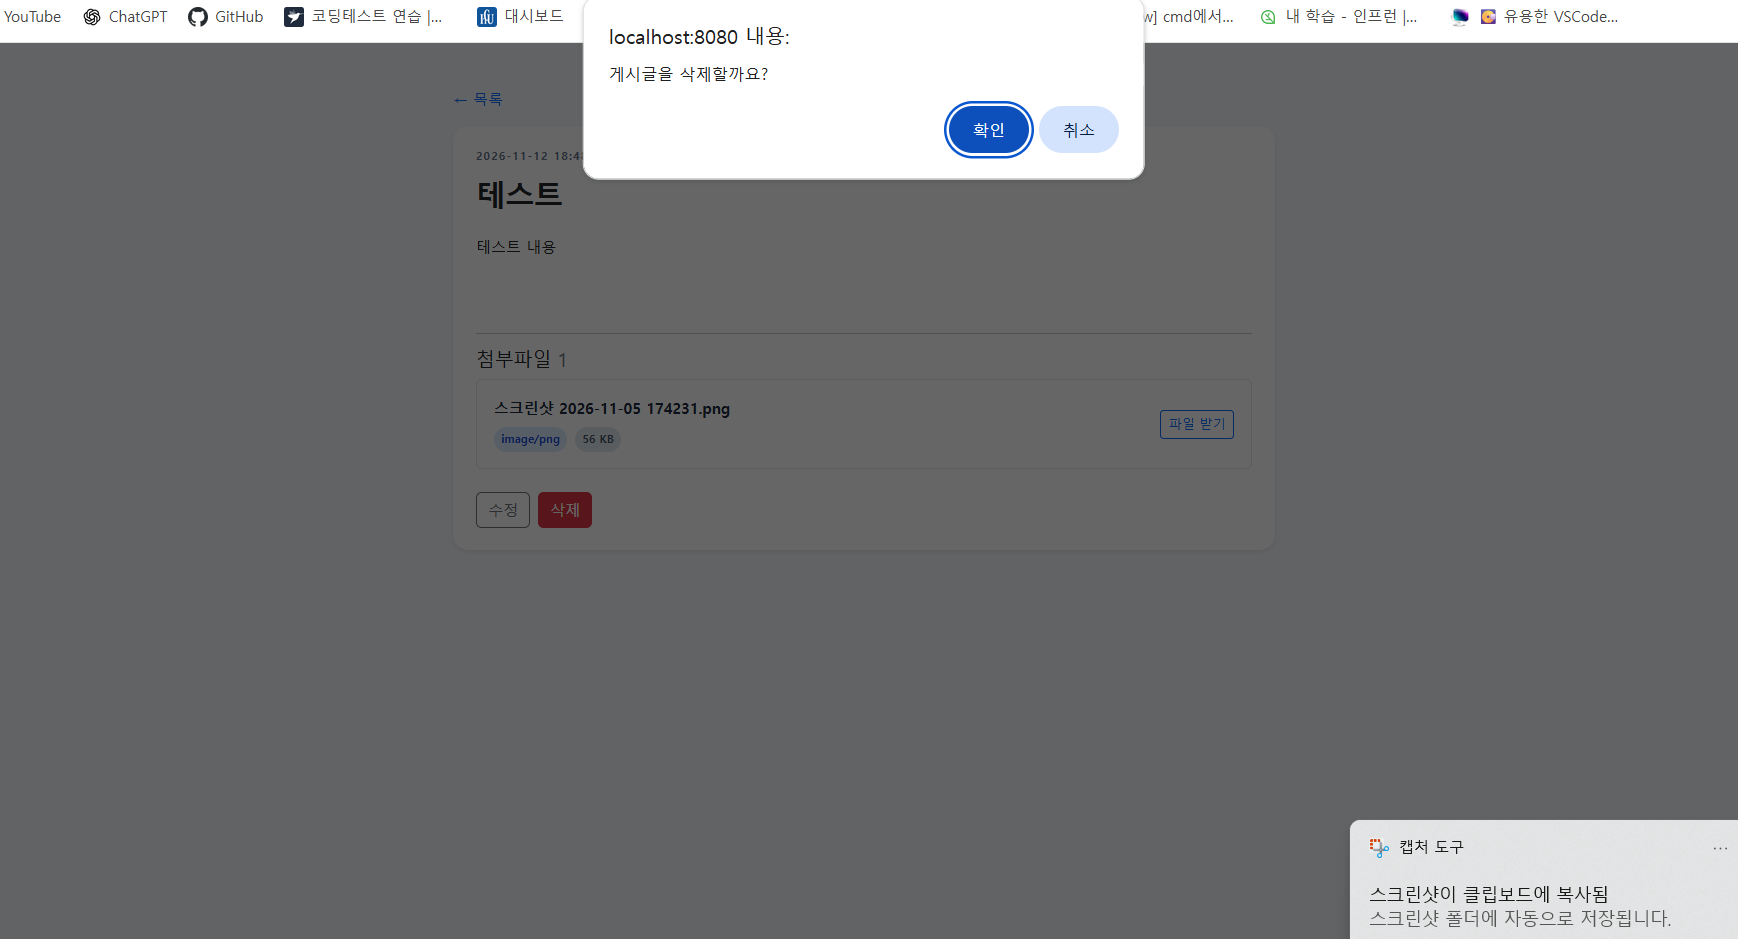 YouTube
ChatGPT
GitHub
코딩테스트 연습 |...
대시보드
w] cmd에서...
내 학습 - 인프런 |...
유용한 VSCode...
localhost:8080 내용:
게시글을 삭제할까요?
확인
취소
← 목록
2026-11-12 18:4
테스트
테스트 내용
첨부파일 1
스크린샷 2026-11-05 174231.png
image/png
56 KB
파일 받기
수정
삭제
캡처 도구
...
스크린샷이 클립보드에 복사됨
스크린샷 폴더에 자동으로 저장됩니다.